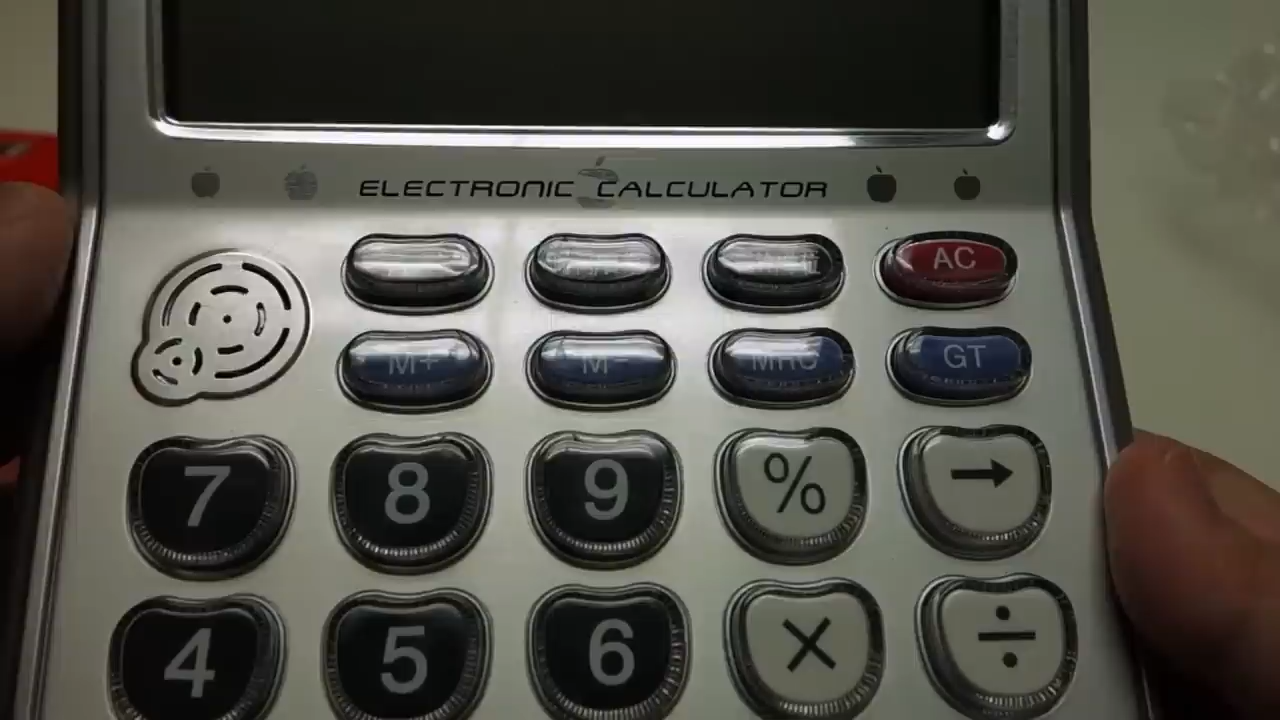 ELECTRONIC CALCULATOR
AC
M+ M- MRC GT
7 8 9 % →
4 5 6 × ÷